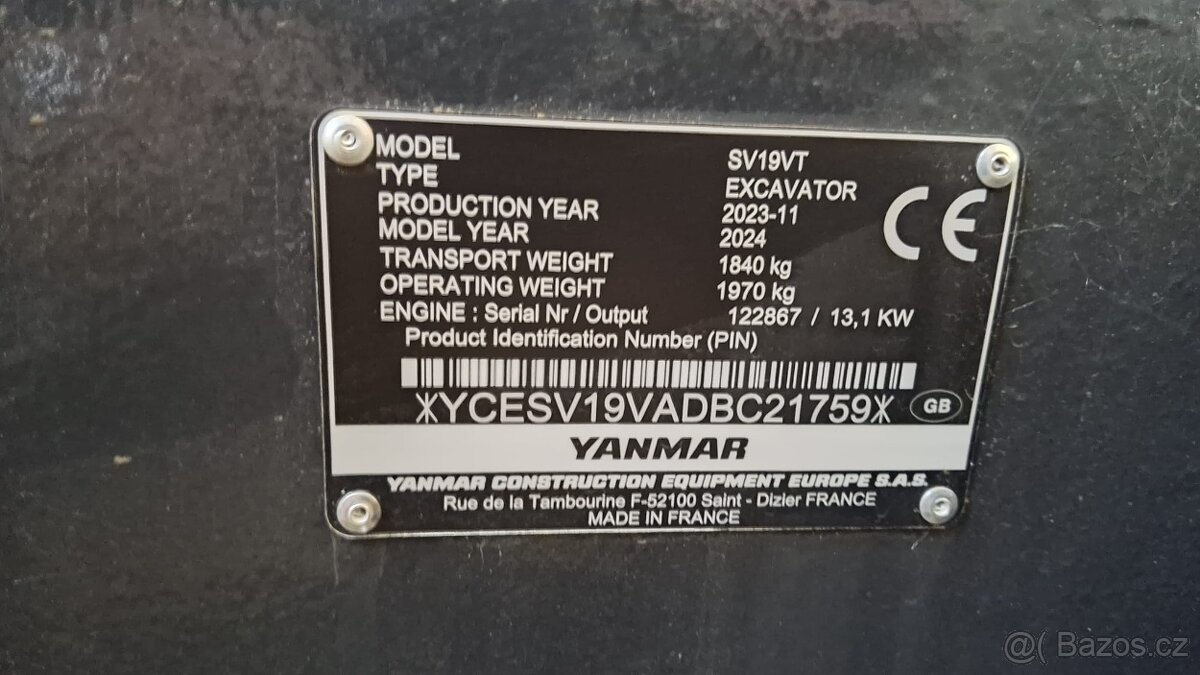 MODEL SV19VT
TYPE EXCAVATOR
PRODUCTION YEAR 2023-11
MODEL YEAR 2024
TRANSPORT WEIGHT 1840 kg
OPERATING WEIGHT 1970 kg
ENGINE : Serial Nr / Output 122867 / 13,1 KW
Product Identification Number (PIN)
CE
*YCESV19VADBC21759*
GB
YANMAR
YANMAR CONSTRUCTION EQUIPMENT EUROPE S.A.S.
Rue de la Tambourine F-52100 Saint - Dizier FRANCE
MADE IN FRANCE
@( Bazos.cz